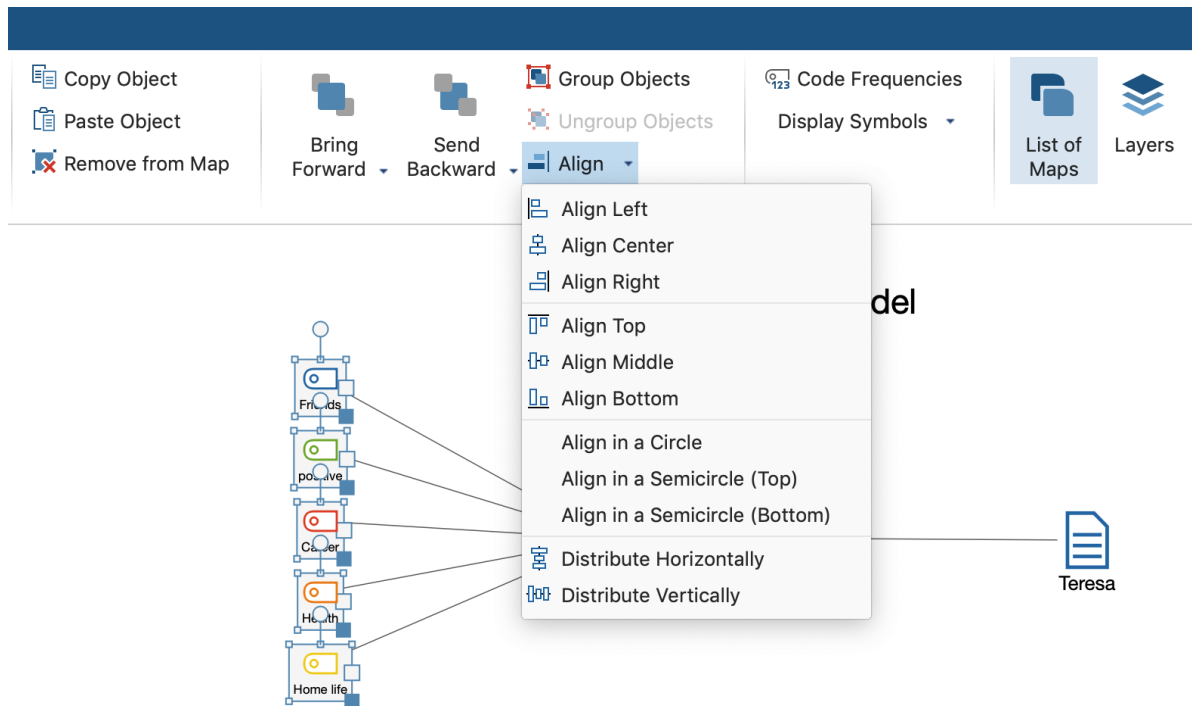 Copy Object
Paste Object
Remove from Map
Bring
Forward
Send
Backward
Group Objects
Ungroup Objects
Align
Code Frequencies
Display Symbols
List of
Maps
Layers
Align Left
Align Center
Align Right
Align Top
Align Middle
Align Bottom
Align in a Circle
Align in a Semicircle (Top)
Align in a Semicircle (Bottom)
Distribute Horizontally
Distribute Vertically
del
Home life
Teresa